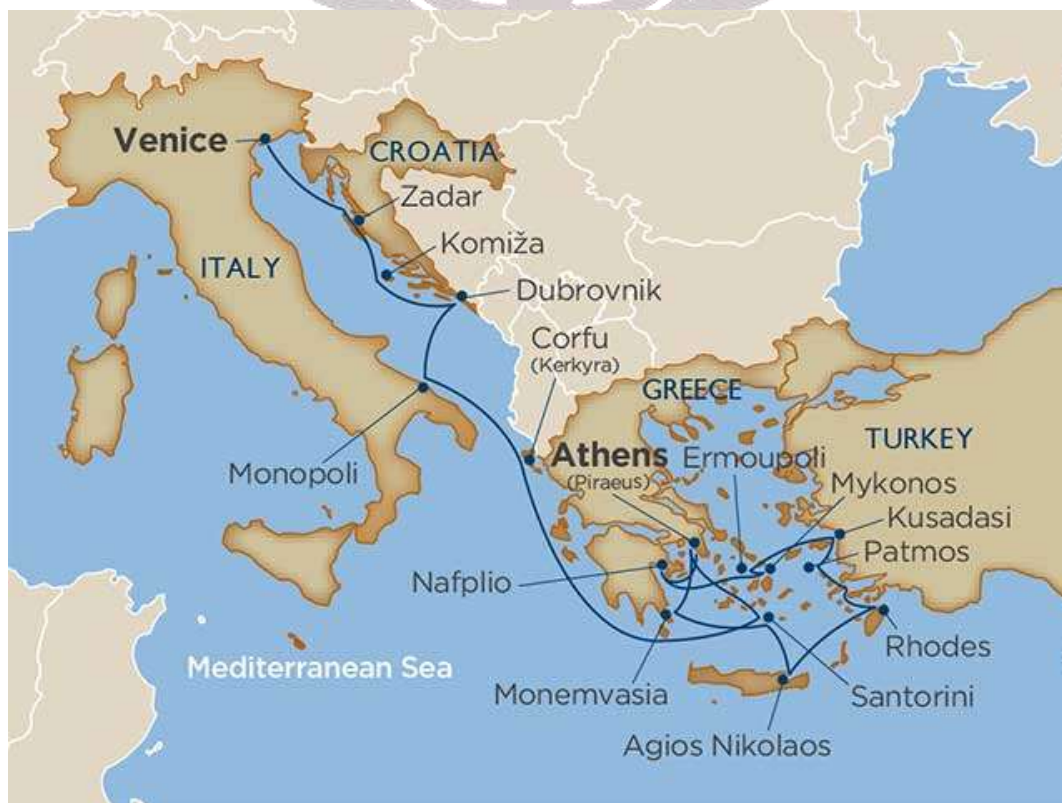 Venice
CROATIA
Zadar
Komiža
ITALY
Dubrovnik
Corfu
(Kerkyra)
GREECE
Athens
(Piraeus)
Ermoupoli
TURKEY
Mykonos
Monopoli
Kusadasi
Patmos
Nafplio
Rhodes
Mediterranean Sea
Monemvasia
Santorini
Agios Nikolaos